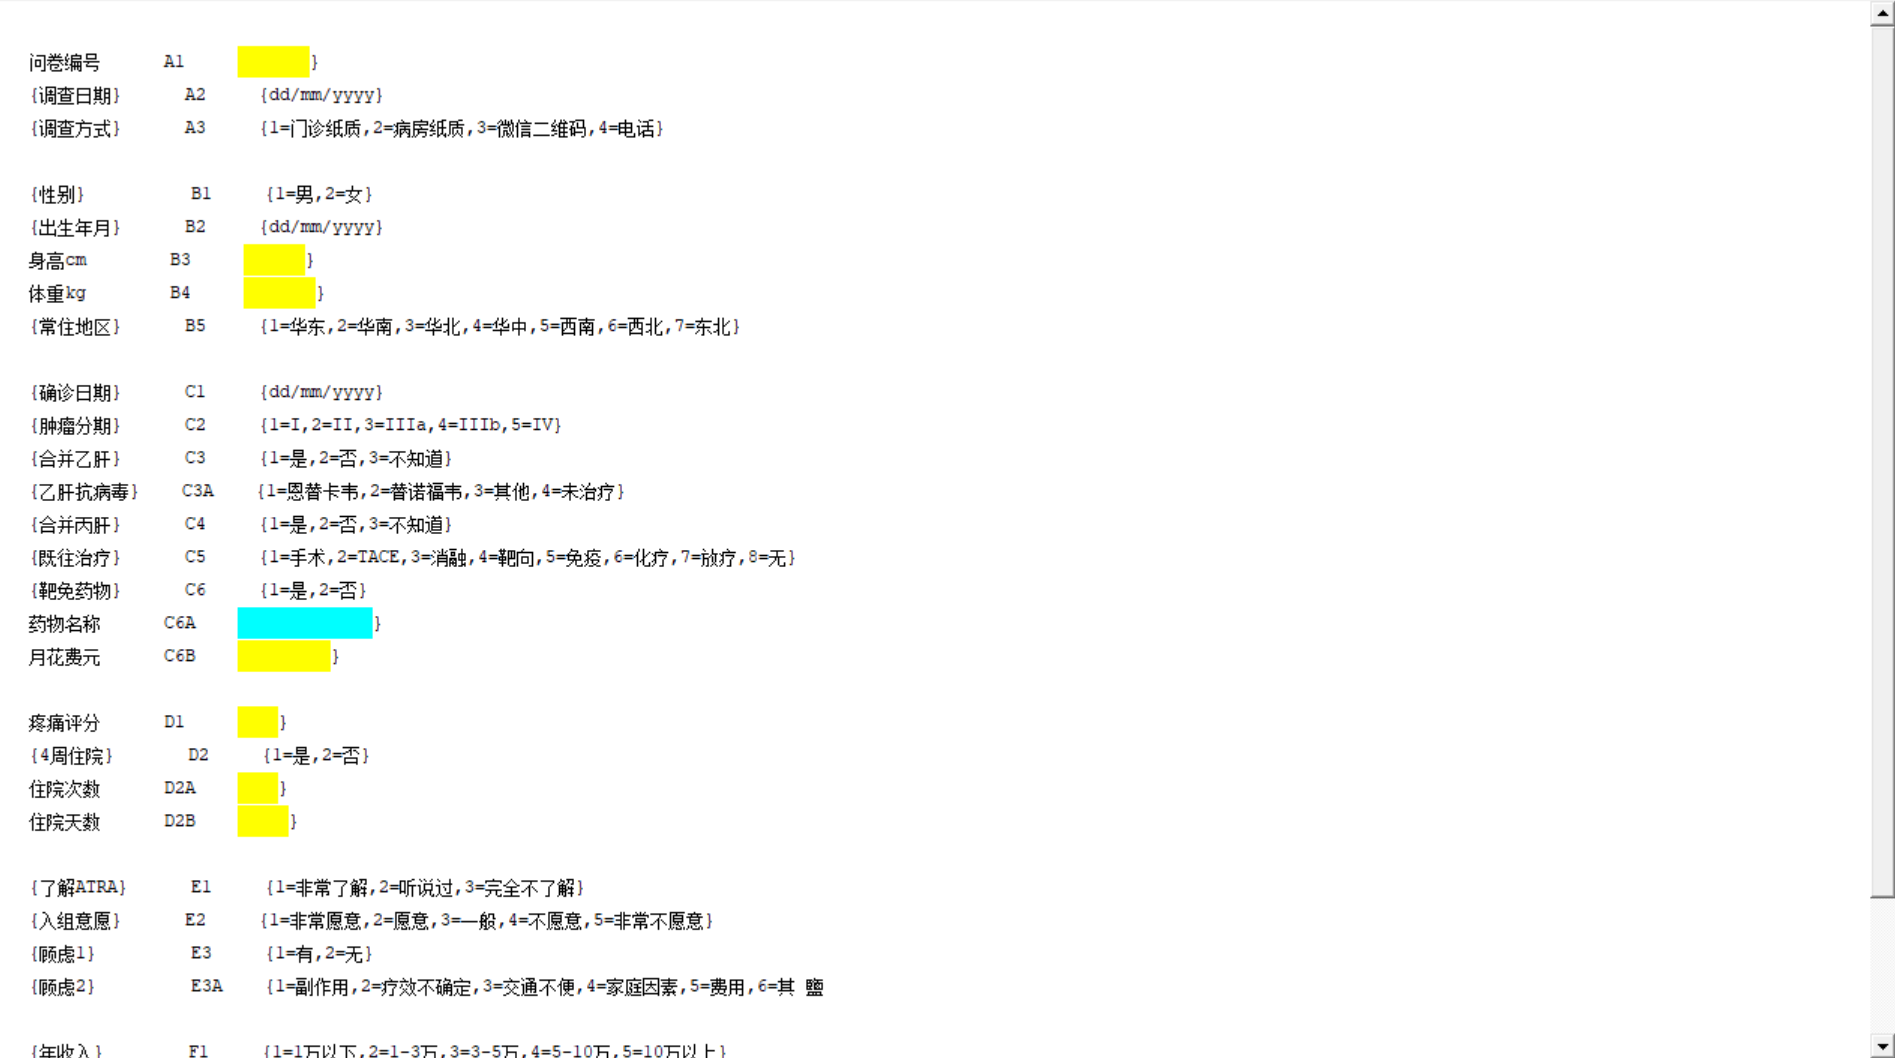 问卷编号 A1 }
{调查日期} A2 {dd/mm/yyyy}
{调查方式} A3 {1=门诊纸质,2=病房纸质,3=微信二维码,4=电话}
{性别} B1 {1=男,2=女}
{出生年月} B2 {dd/mm/yyyy}
身高cm B3 }
体重kg B4 }
{常住地区} B5 {1=华东,2=华南,3=华北,4=华中,5=西南,6=西北,7=东北}
{确诊日期} C1 {dd/mm/yyyy}
{肿瘤分期} C2 {1=I,2=II,3=IIIa,4=IIIb,5=IV}
{合并乙肝} C3 {1=是,2=否,3=不知道}
{乙肝抗病毒} C3A {1=恩替卡韦,2=替诺福韦,3=其他,4=未治疗}
{合并丙肝} C4 {1=是,2=否,3=不知道}
{既往治疗} C5 {1=手术,2=TACE,3=消融,4=靶向,5=免疫,6=化疗,7=放疗,8=无}
{靶免药物} C6 {1=是,2=否}
药物名称 C6A }
月花费元 C6B }
疼痛评分 D1 }
{4周住院} D2 {1=是,2=否}
住院次数 D2A }
住院天数 D2B }
{了解ATRA} E1 {1=非常了解,2=听说过,3=完全不了解}
{入组意愿} E2 {1=非常愿意,2=愿意,3=一般,4=不愿意,5=非常不愿意}
{顾虑1} E3 {1=有,2=无}
{顾虑2} E3A {1=副作用,2=疗效不确定,3=交通不便,4=家庭因素,5=费用,6=其
{年收入} F1 {1=1万以下,2=1-3万,3=3-5万,4=5-10万,5=10万以上}